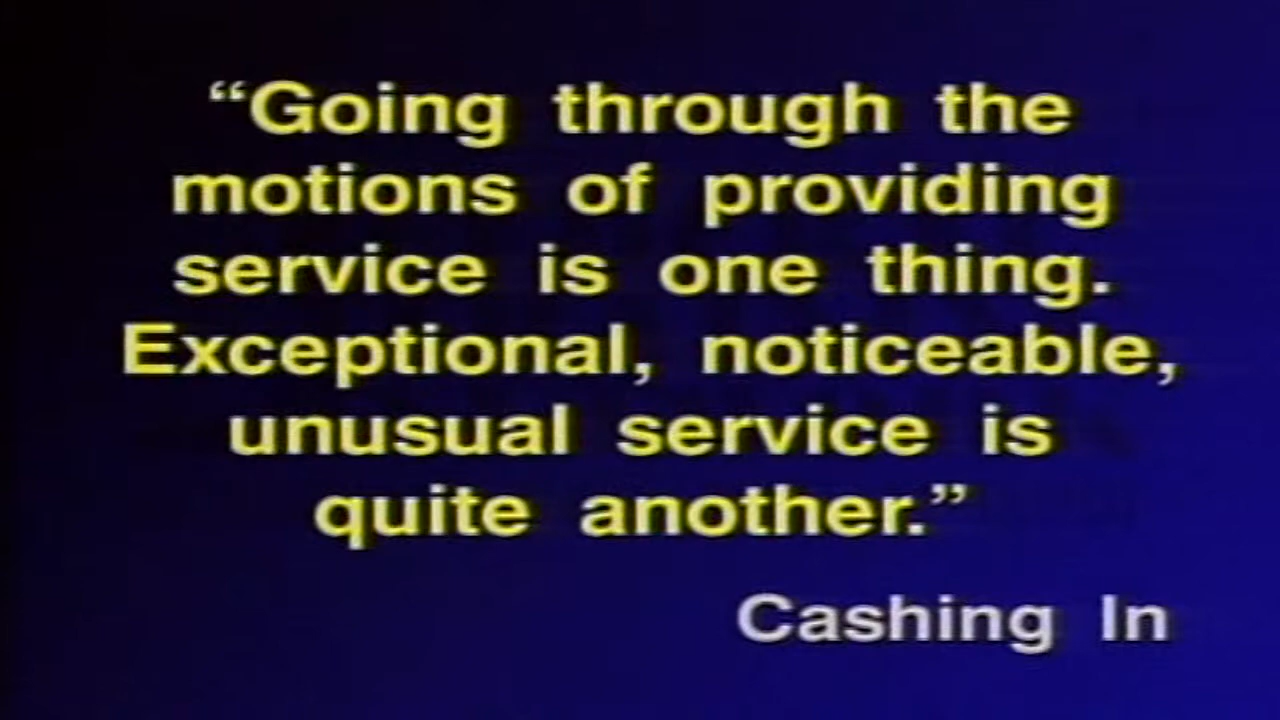 “Going through the
motions of providing
service is one thing.
Exceptional, noticeable,
unusual service is
quite another.”
Cashing In